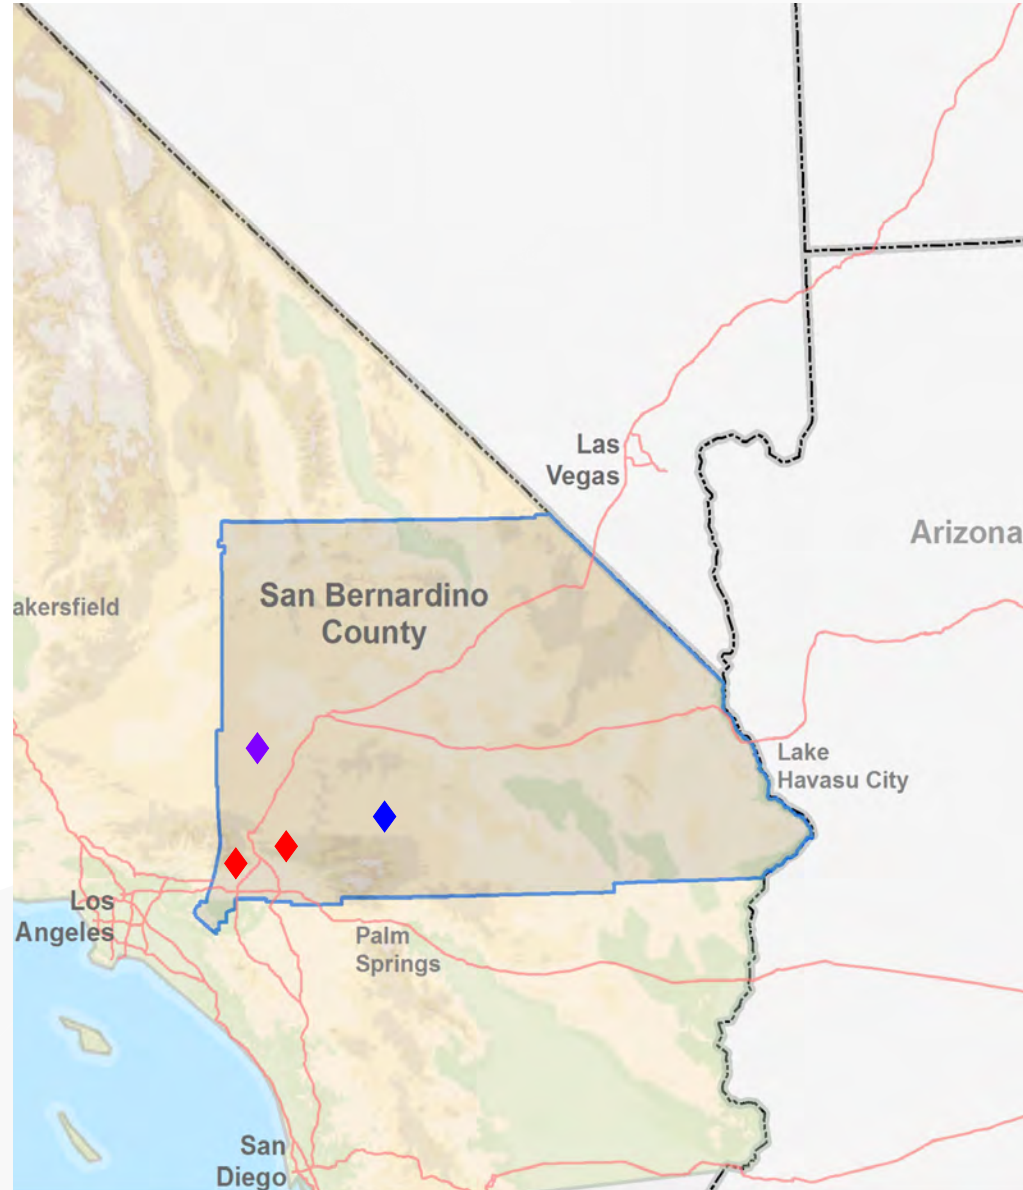 Las
Vegas
Arizona
San Bernardino
County
akersfield
Lake
Havasu City
Los
Angeles
Palm
Springs
San
Diego